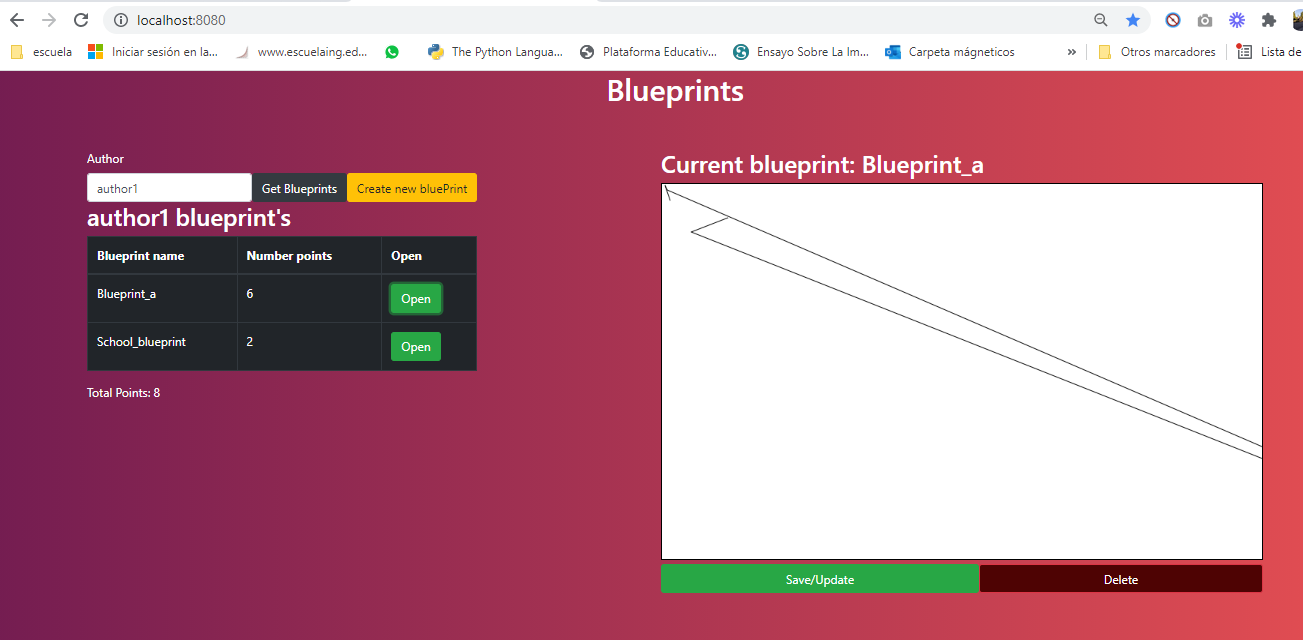 localhost:8080
escuela Iniciar sesión en la... www.escuelaing.ed... The Python Langua... Plataforma Educativ... Ensayo Sobre La Im... Carpeta mágneticos » Otros marcadores Lista de
Blueprints
Author
author1 Get Blueprints Create new bluePrint
author1 blueprint's
Blueprint name Number points Open
Blueprint_a 6 Open
School_blueprint 2 Open
Total Points: 8
Current blueprint: Blueprint_a
Save/Update Delete